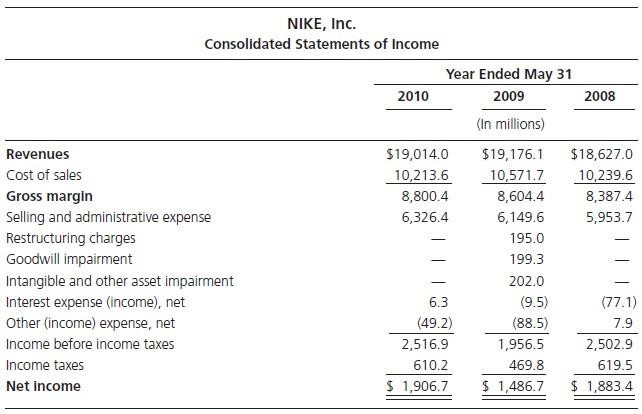 NIKE, Inc.
Consolidated Statements of Income
Year Ended May 31
2010 2009 2008
(In millions)
Revenues $19,014.0 $19,176.1 $18,627.0
Cost of sales 10,213.6 10,571.7 10,239.6
Gross margin 8,800.4 8,604.4 8,387.4
Selling and administrative expense 6,326.4 6,149.6 5,953.7
Restructuring charges — 195.0 —
Goodwill impairment — 199.3 —
Intangible and other asset impairment — 202.0 —
Interest expense (income), net 6.3 (9.5) (77.1)
Other (income) expense, net (49.2) (88.5) 7.9
Income before income taxes 2,516.9 1,956.5 2,502.9
Income taxes 610.2 469.8 619.5
Net income $ 1,906.7 $ 1,486.7 $ 1,883.4